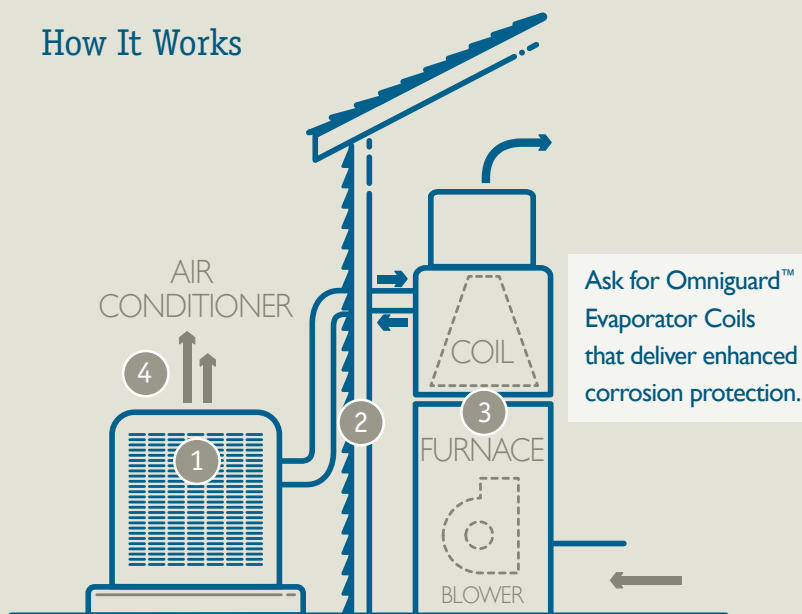 How It Works
AIR
CONDITIONER
4
1
2
COIL
3
FURNACE
BLOWER
Ask for Omniguard™
Evaporator Coils
that deliver enhanced
corrosion protection.